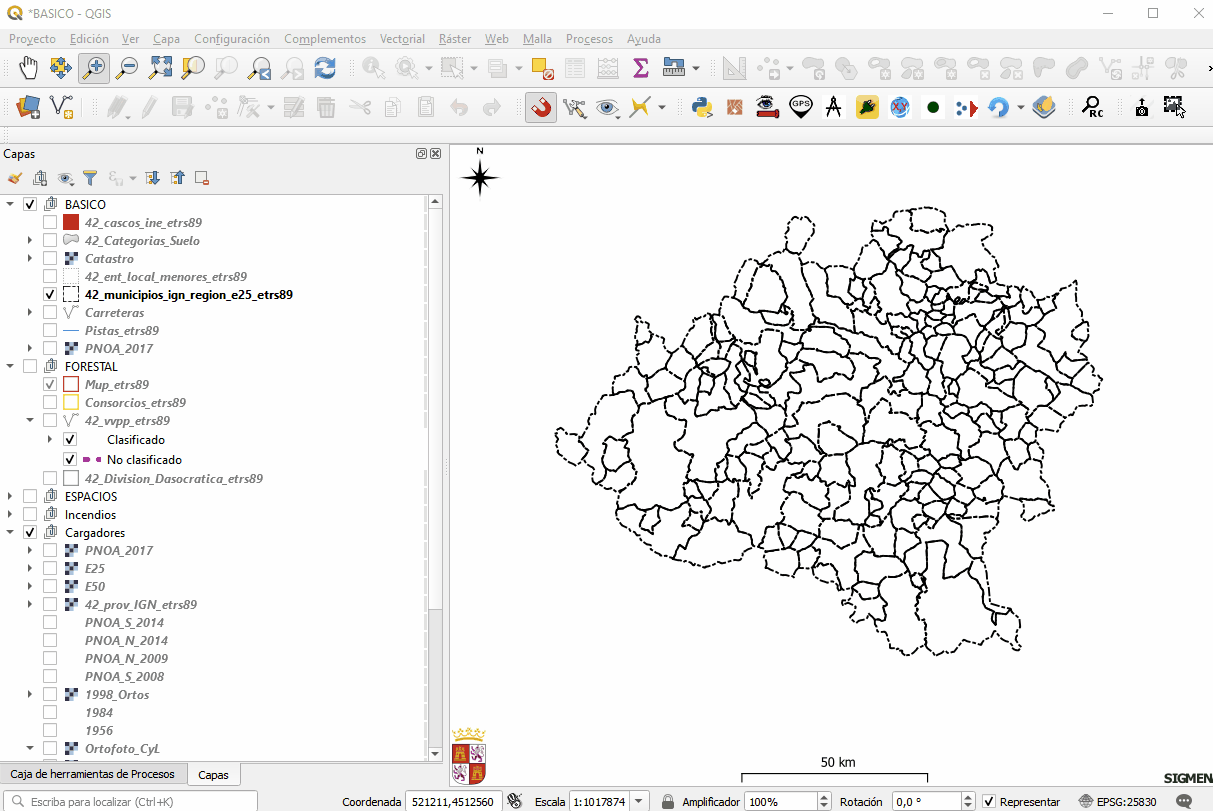 *BASICO - QGIS
Proyecto Edición Ver Capa Configuración Complementos Vectorial Ráster Web Malla Procesos Ayuda
GPS
X,Y
RC
Capas
BASICO
42_cascos_ine_etrs89
42_Categorias_Suelo
Catastro
42_ent_local_menores_etrs89
42_municipios_ign_region_e25_etrs89
Carreteras
Pistas_etrs89
PNOA_2017
FORESTAL
Mup_etrs89
Consorcios_etrs89
42_vvpp_etrs89
Clasificado
No clasificado
42_Division_Dasocratica_etrs89
ESPACIOS
Incendios
Cargadores
PNOA_2017
E25
E50
42_prov_IGN_etrs89
PNOA_S_2014
PNOA_N_2014
PNOA_N_2009
PNOA_S_2008
1998_Ortos
1984
1956
Ortofoto_CyL
N
50 km
SIGMEN
Caja de herramientas de Procesos Capas
Escriba para localizar (Ctrl+K) Coordenada 521211,4512560 Escala 1:1017874 Amplificador 100% Rotación 0,0 ° Representar EPSG:25830